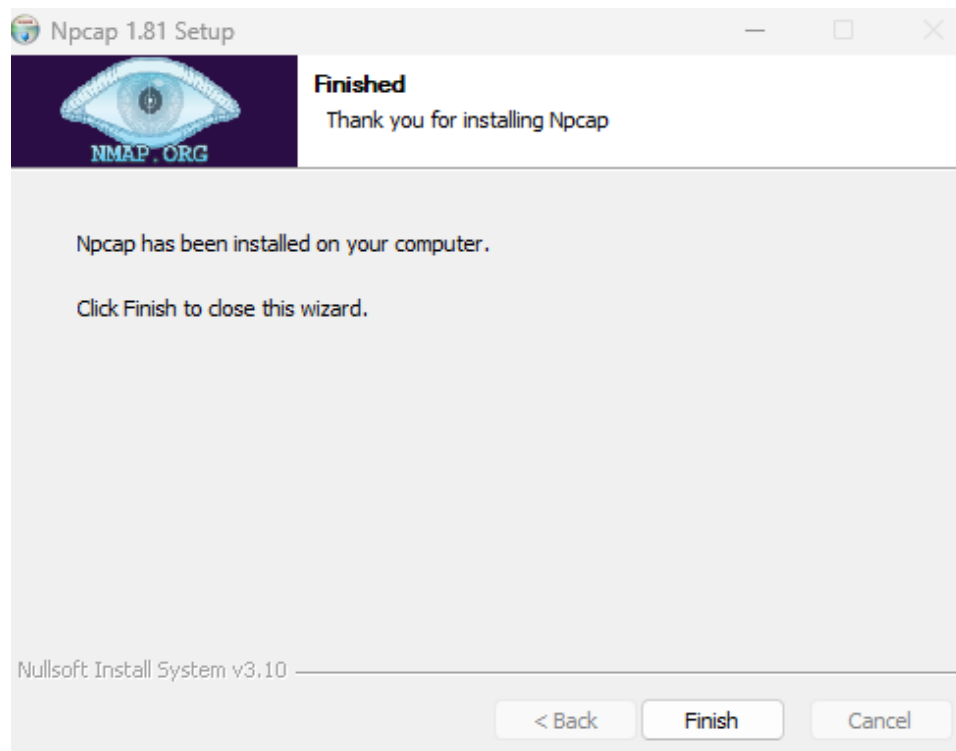 Npcap 1.81 Setup
NMAP.ORG
Finished
Thank you for installing Npcap
Npcap has been installed on your computer.
Click Finish to close this wizard.
Nullsoft Install System v3.10
< Back
Finish
Cancel